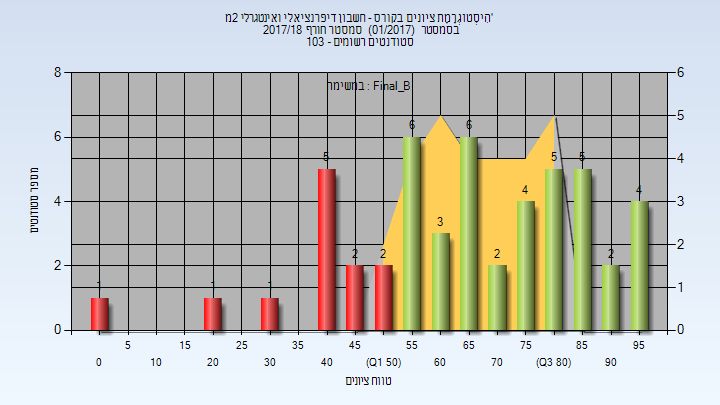 היסטוגרמת ציונים בקורס - חשבון דיפרנציאלי ואינטגרלי 2מ'
בסמסטר (01/2017) סמסטר חורף 2017/18
סטודנטים רשומים - 103
במשימה : Final_B
8 6 4 2 0
מספר סטודנטים
6 5 4 3 2 1 0
1 1 1 5 2 2 6 3 6 2 4 5 5 2 4
5 15 25 35 45 55 65 75 85 95
0 10 20 30 40 (Q1 50) 60 70 (Q3 80) 90
טווח ציונים